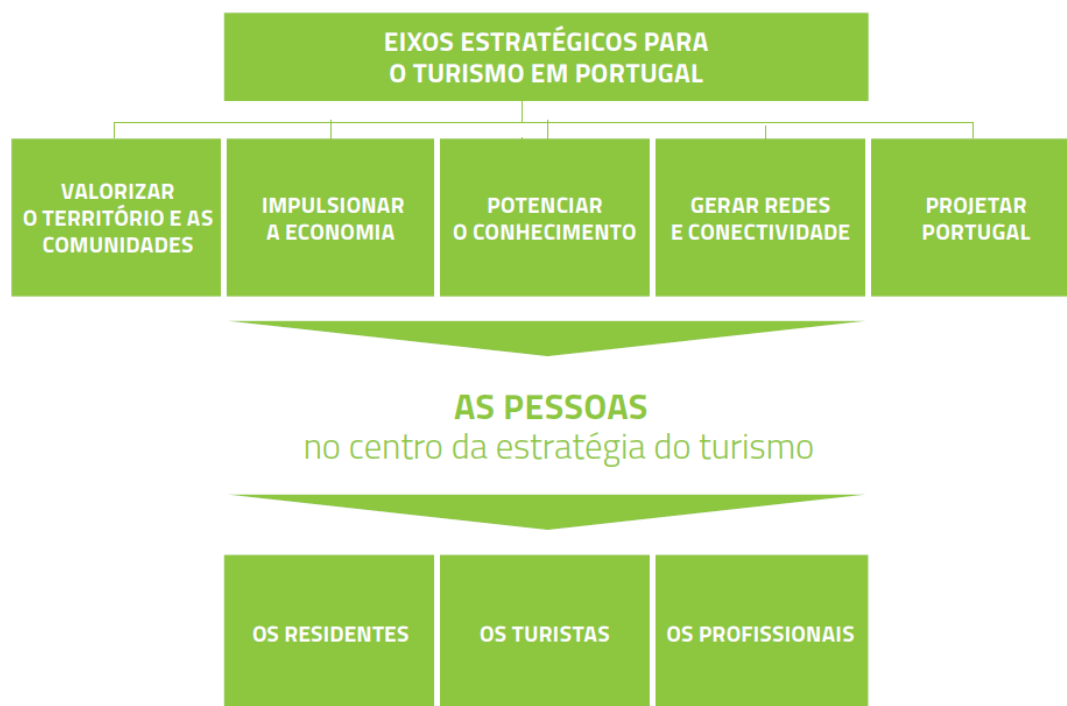 EIXOS ESTRATÉGICOS PARA
O TURISMO EM PORTUGAL
VALORIZAR
O TERRITÓRIO E AS
COMUNIDADES
IMPULSIONAR
A ECONOMIA
POTENCIAR
O CONHECIMENTO
GERAR REDES
E CONECTIVIDADE
PROJETAR
PORTUGAL
AS PESSOAS
no centro da estratégia do turismo
OS RESIDENTES
OS TURISTAS
OS PROFISSIONAIS